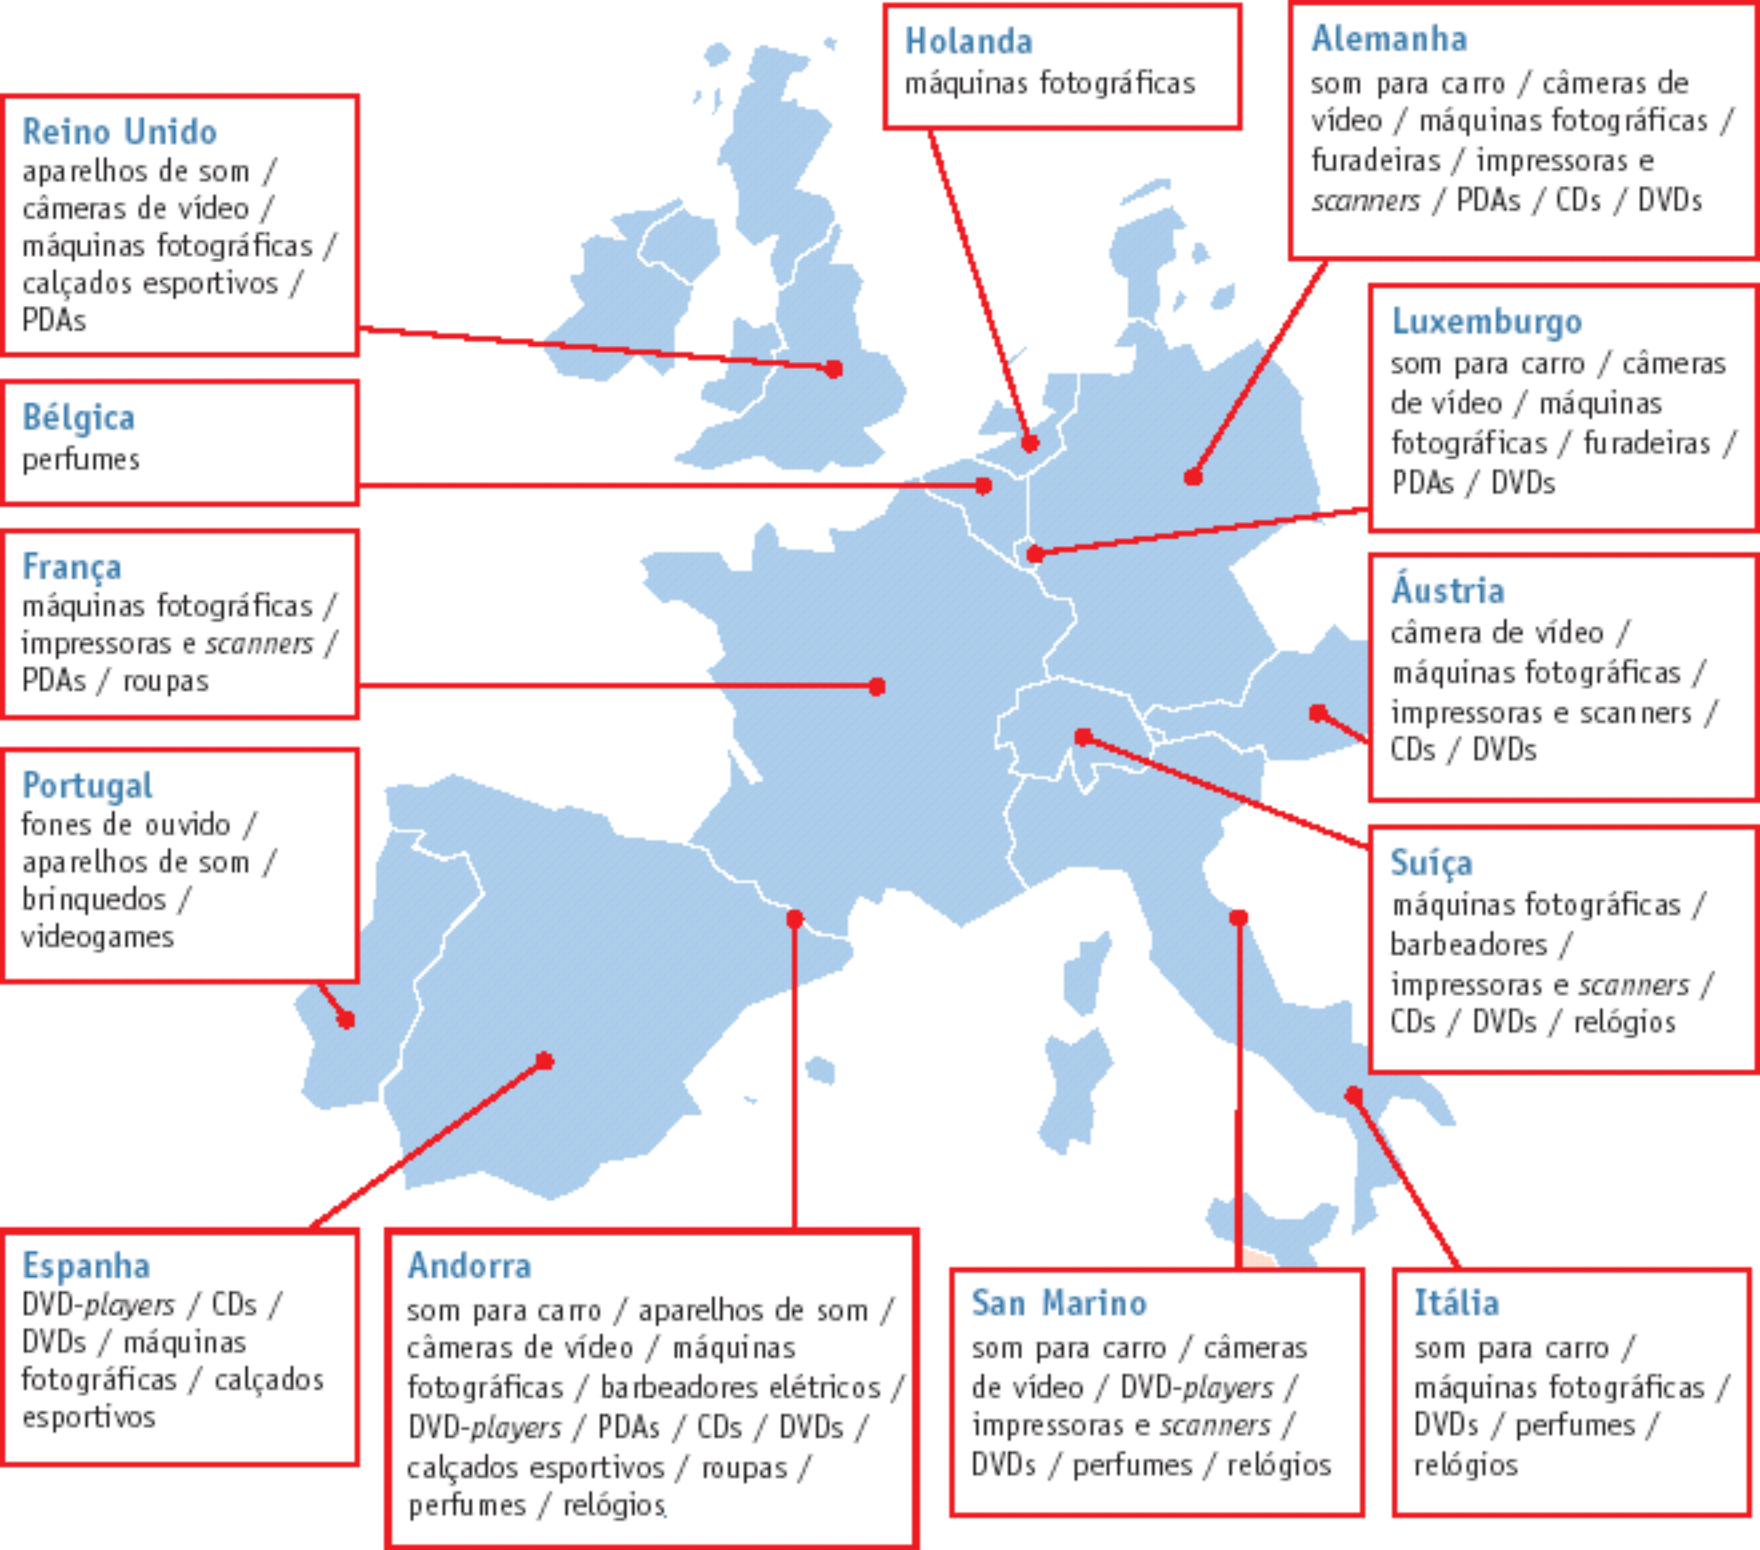 Holanda
máquinas fotográficas
Alemanha
som para carro / câmeras de
vídeo / máquinas fotográficas /
furadeiras / impressoras e
scanners / PDAs / CDs / DVDs
Reino Unido
aparelhos de som /
câmeras de vídeo /
máquinas fotográficas /
calçados esportivos /
PDAs
Luxemburgo
som para carro / câmeras
de vídeo / máquinas
fotográficas / furadeiras /
PDAs / DVDs
Bélgica
perfumes
França
máquinas fotográficas /
impressoras e scanners /
PDAs / roupas
Áustria
câmera de vídeo /
máquinas fotográficas /
impressoras e scanners /
CDs / DVDs
Portugal
fones de ouvido /
aparelhos de som /
brinquedos /
videogames
Suíça
máquinas fotográficas /
barbeadores /
impressoras e scanners /
CDs / DVDs / relógios
Espanha
DVD-players / CDs /
DVDs / máquinas
fotográficas / calçados
esportivos
Andorra
som para carro / aparelhos de som /
câmeras de vídeo / máquinas
fotográficas / barbeadores elétricos /
DVD-players / PDAs / CDs / DVDs /
calçados esportivos / roupas /
perfumes / relógios.
San Marino
som para carro / câmeras
de vídeo / DVD-players /
impressoras e scanners /
DVDs / perfumes / relógios
Itália
som para carro /
máquinas fotográficas /
DVDs / perfumes /
relógios